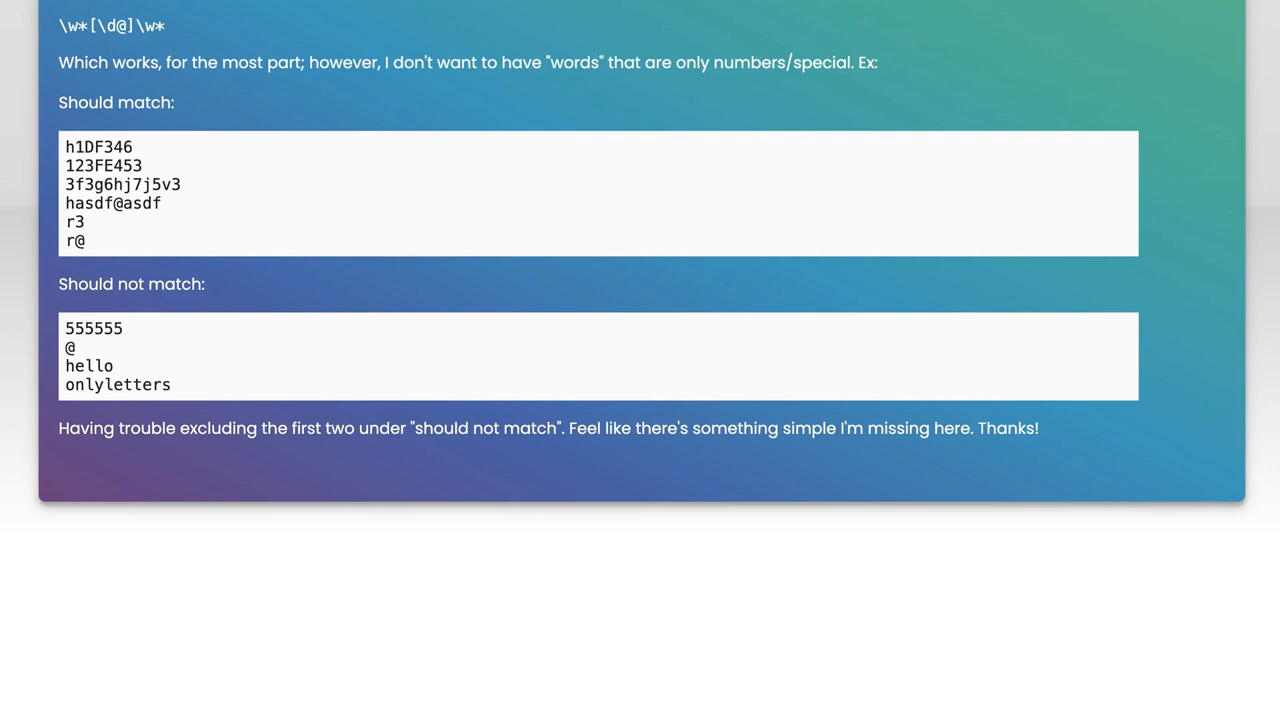 \w*[\d@]\w*
Which works, for the most part; however, I don't want to have "words" that are only numbers/special. Ex:
Should match:
h1DF346
123FE453
3f3g6hj7j5v3
hasdf@asdf
r3
r@
Should not match:
555555
@
hello
onlyletters
Having trouble excluding the first two under "should not match". Feel like there's something simple I'm missing here. Thanks!